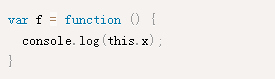 var f = function () {
  console.log(this.x);
}